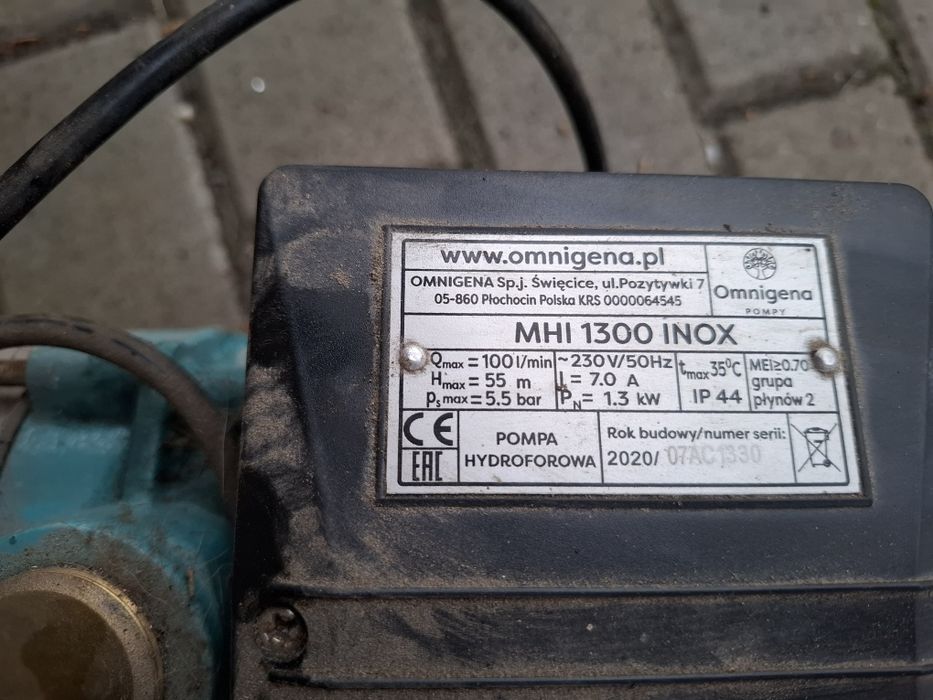 www.omnigena.pl
OMNIGENA Sp.j. Święcice, ul.Pozytywki 7
05-860 Płochocin Polska KRS 0000064545
Omnigena
POMPY
MHI 1300 INOX
Qmax = 100 l/min
Hmax = 55 m
Ps max = 5.5 bar
~ 230V/50Hz
I = 7.0 A
PN = 1.3 kW
tmax 35°C
IP 44
MEI≥0.70
grupa
płynów 2
CE
EAC
POMPA
HYDROFOROWA
Rok budowy/numer serii:
2020/ 07AC1330